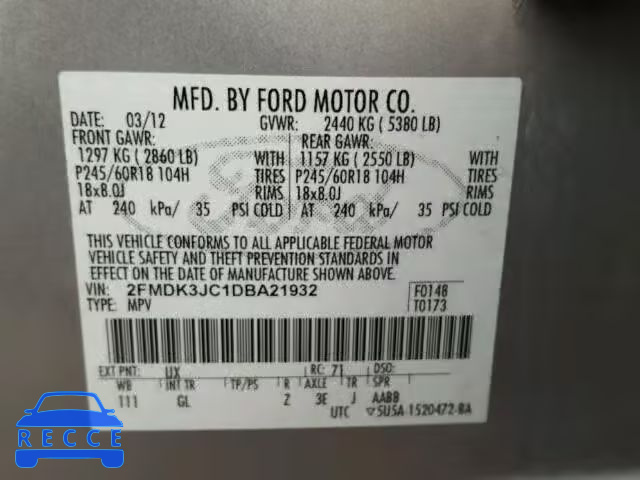 MFD. BY FORD MOTOR CO.
DATE: 03/12 GVWR: 2440 KG ( 5380 LB)
FRONT GAWR: REAR GAWR:
1297 KG ( 2860 LB) WITH 1157 KG ( 2550 LB) WITH
P245/60R18 104H TIRES P245/60R18 104H TIRES
18x8.0J RIMS 18x8.0J RIMS
AT 240 kPa/ 35 PSI COLD AT 240 kPa/ 35 PSI COLD
THIS VEHICLE CONFORMS TO ALL APPLICABLE FEDERAL MOTOR
VEHICLE SAFETY AND THEFT PREVENTION STANDARDS IN
EFFECT ON THE DATE OF MANUFACTURE SHOWN ABOVE.
VIN: 2FMDK3JC1DBA21932 F0148
TYPE: MPV T0173
EXT PNT: UX RC: 71 DSO:
WB INT TR TP/PS R AXLE TR SPR
111 GL Z 3E J AABB
UTC 5U5A-1520472-BA
RECCE